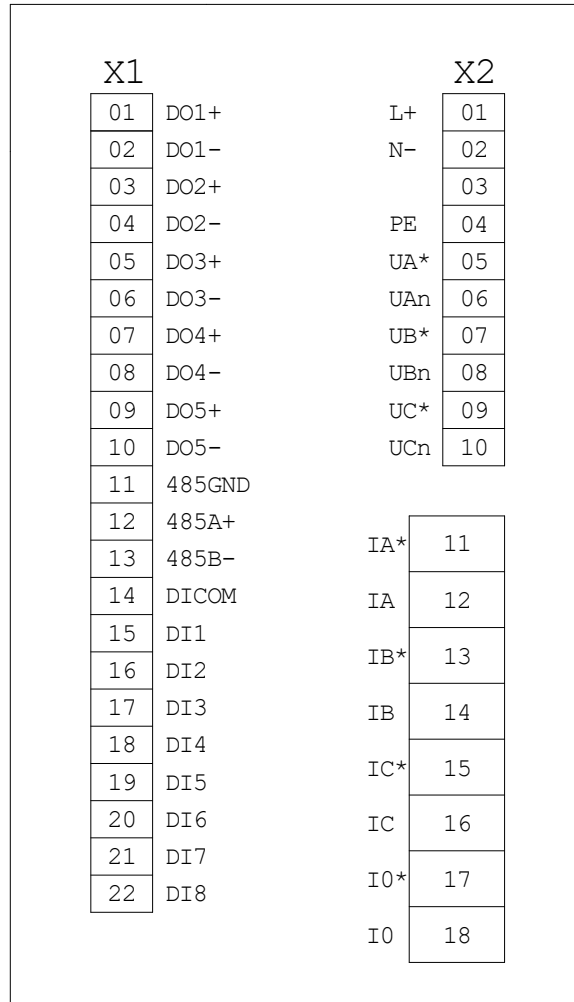 X1
01 DO1+
02 DO1-
03 DO2+
04 DO2-
05 DO3+
06 DO3-
07 DO4+
08 DO4-
09 DO5+
10 DO5-
11 485GND
12 485A+
13 485B-
14 DICOM
15 DI1
16 DI2
17 DI3
18 DI4
19 DI5
20 DI6
21 DI7
22 DI8
X2
L+ 01
N- 02
03
PE 04
UA* 05
UAn 06
UB* 07
UBn 08
UC* 09
UCn 10
IA* 11
IA 12
IB* 13
IB 14
IC* 15
IC 16
I0* 17
I0 18